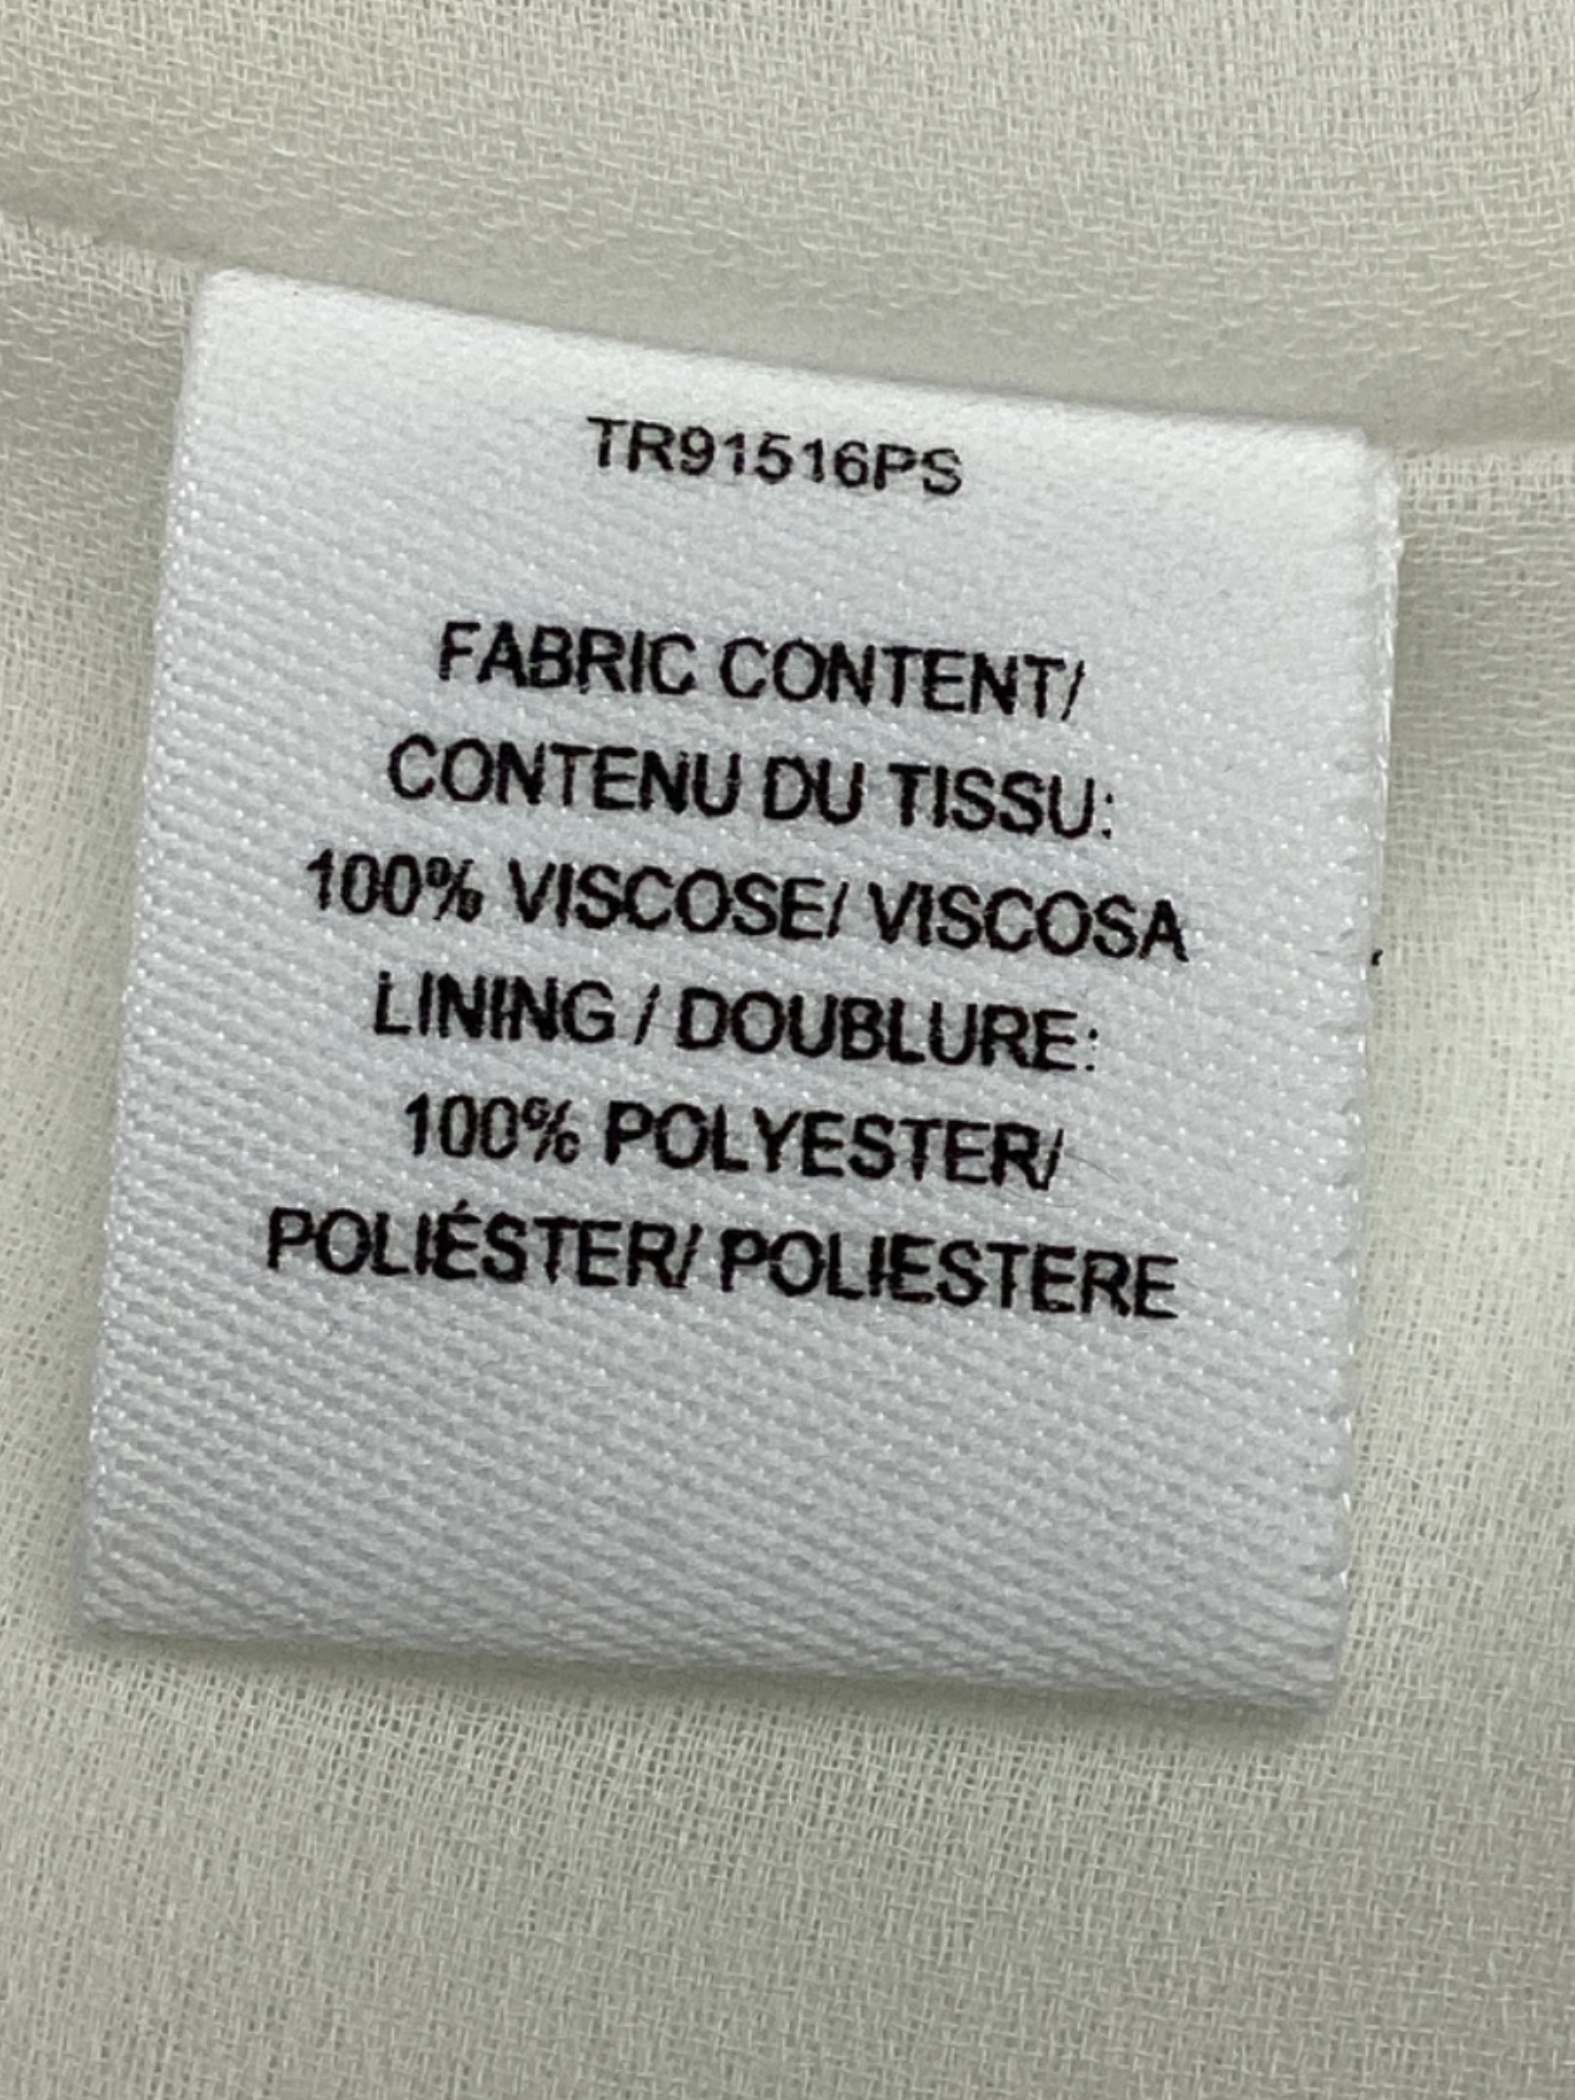 TR91516PS
FABRIC CONTENT/
CONTENU DU TISSU:
100% VISCOSE/ VISCOSA
LINING / DOUBLURE:
100% POLYESTER/
POLIÉSTER/ POLIESTERE